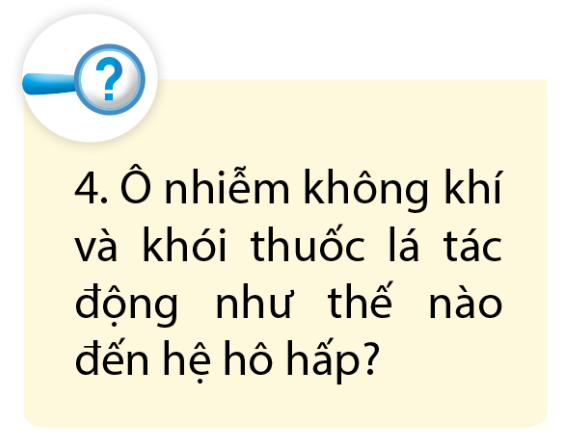 ?
4. Ô nhiễm không khí
và khói thuốc lá tác
động như thế nào
đến hệ hô hấp?